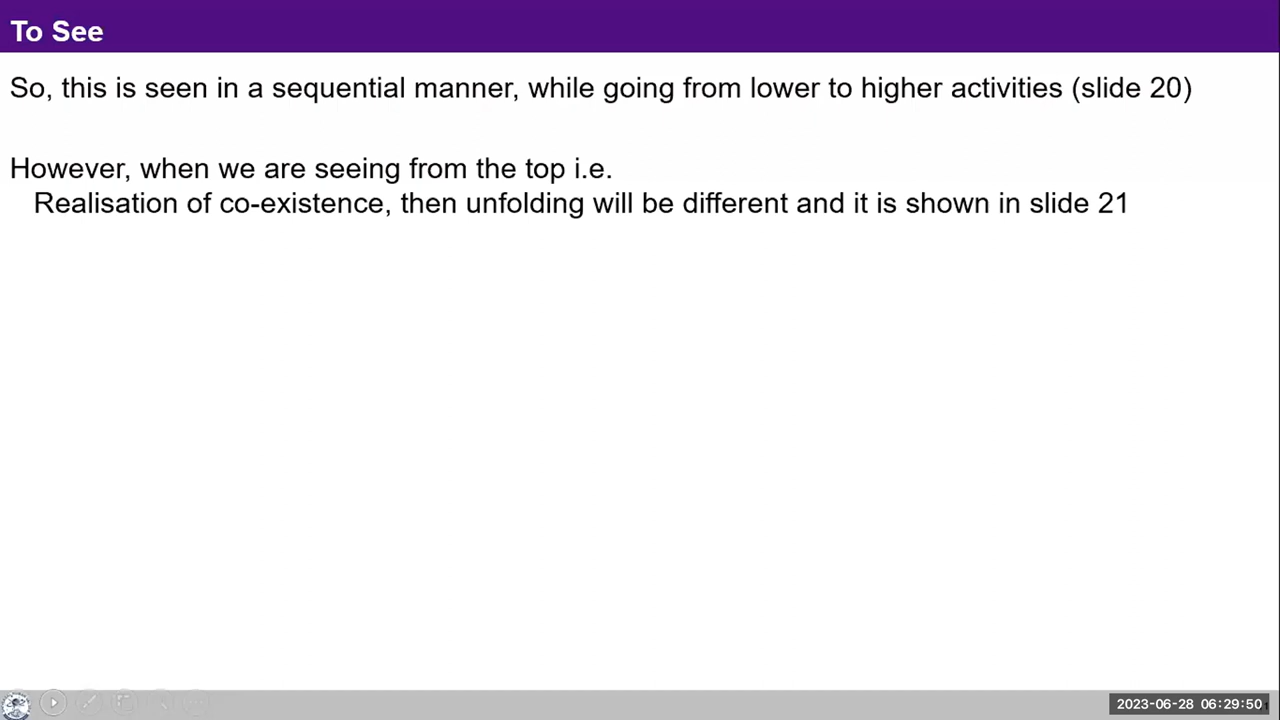 To See
So, this is seen in a sequential manner, while going from lower to higher activities (slide 20)
However, when we are seeing from the top i.e.
Realisation of co-existence, then unfolding will be different and it is shown in slide 21
2023-06-28 06:29:50